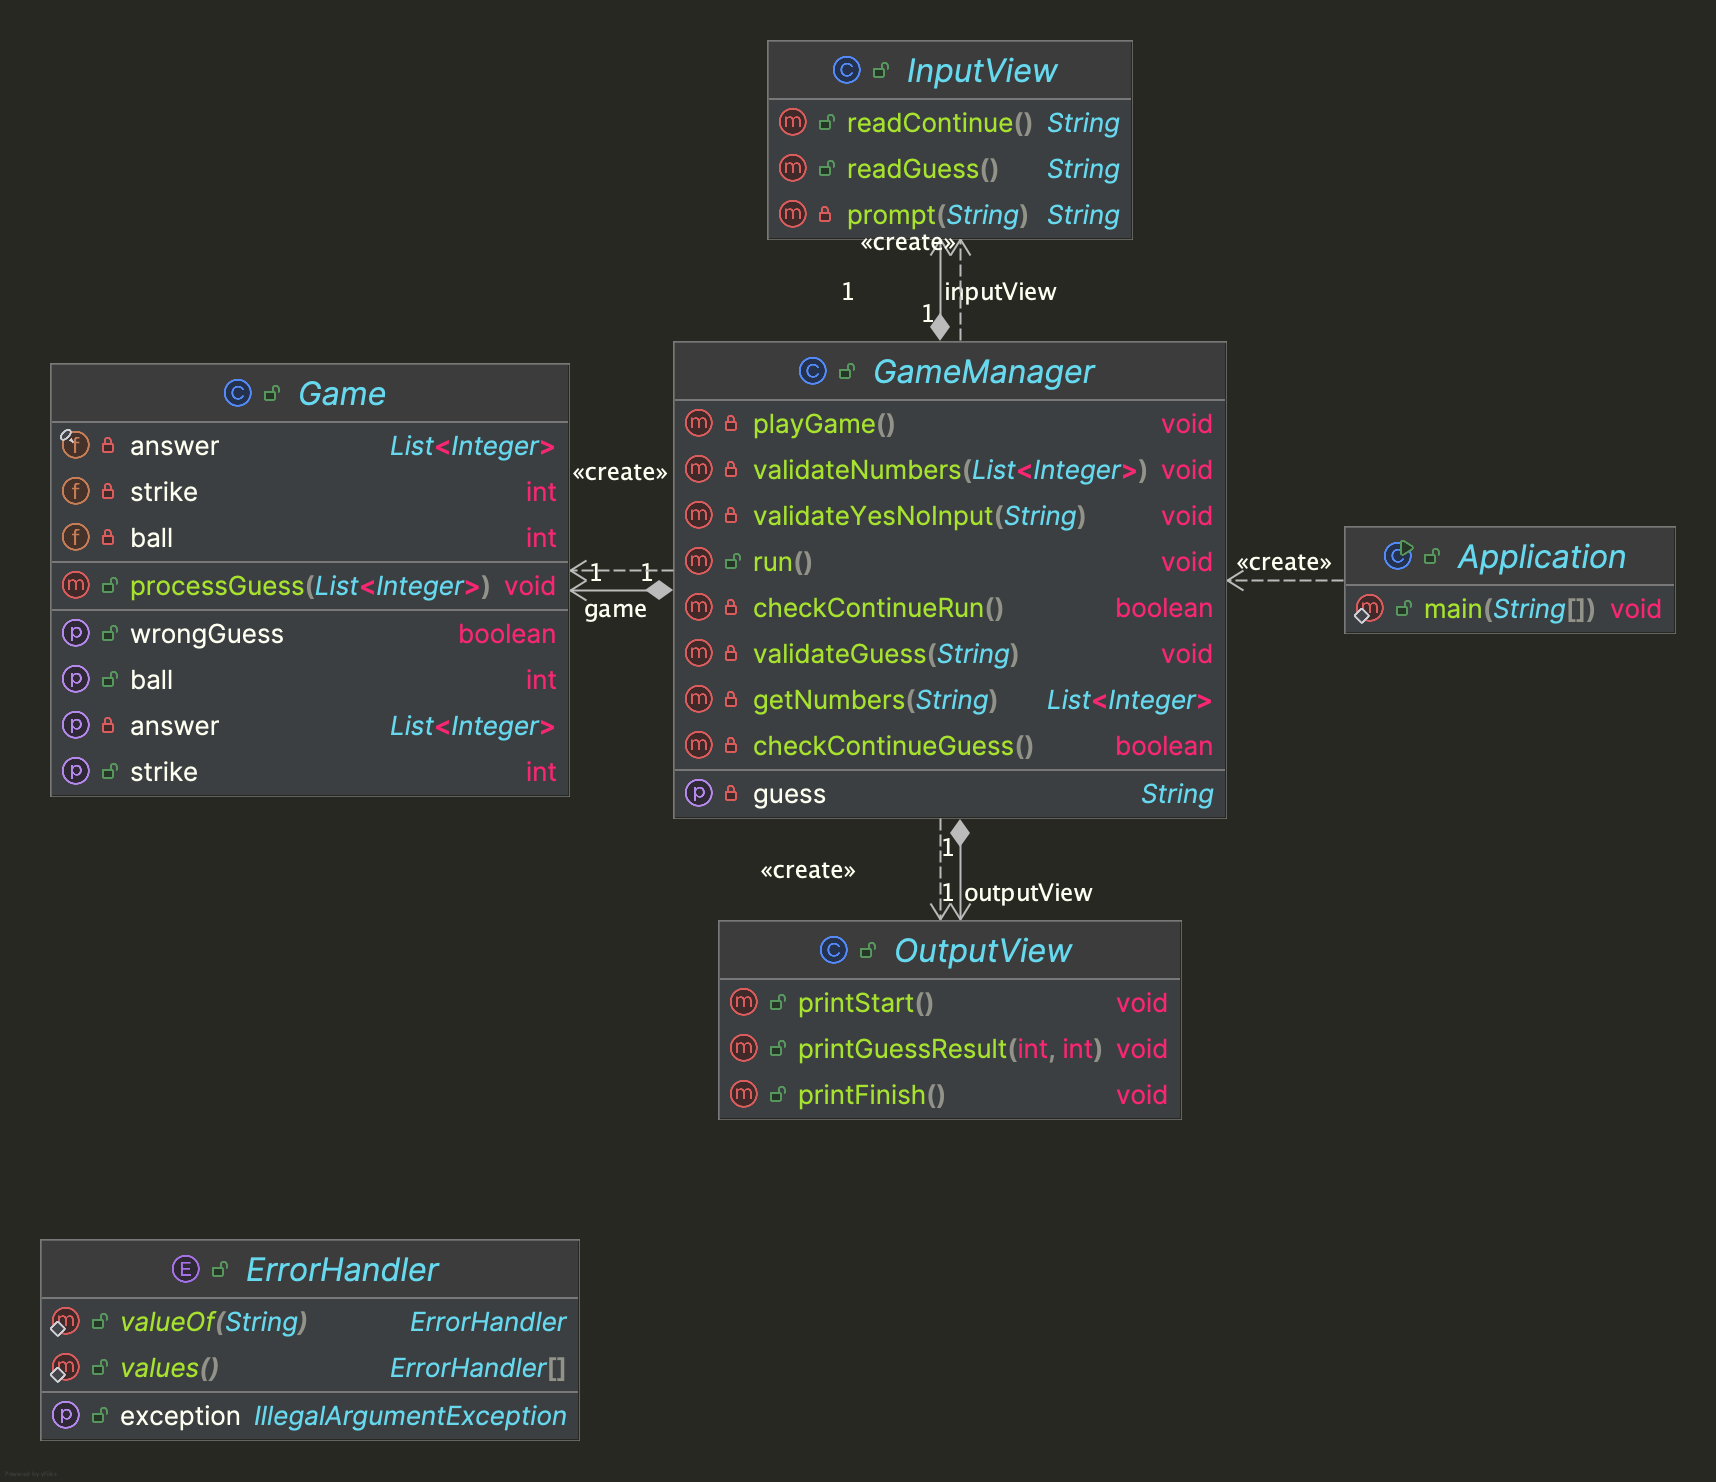 InputView
readContinue() String
readGuess() String
prompt(String) String
«create»
1
inputView
1
GameManager
playGame() void
validateNumbers(List<Integer>) void
validateYesNoInput(String) void
run() void
checkContinueRun() boolean
validateGuess(String) void
getNumbers(String) List<Integer>
checkContinueGuess() boolean
guess String
Game
answer List<Integer>
strike int
ball int
processGuess(List<Integer>) void
wrongGuess boolean
ball int
answer List<Integer>
strike int
«create»
1 1
game
«create»
Application
main(String[]) void
1
«create»
1 outputView
OutputView
printStart() void
printGuessResult(int, int) void
printFinish() void
ErrorHandler
valueOf(String) ErrorHandler
values() ErrorHandler[]
exception IllegalArgumentException